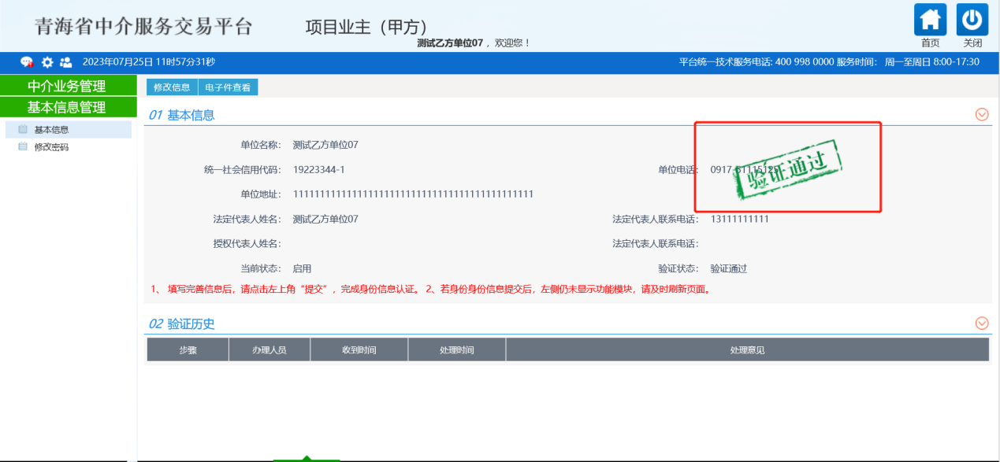 青海省中介服务交易平台
项目业主（甲方）
测试乙方单位07，欢迎您！
首页
关闭
2023年07月25日 11时57分31秒
平台统一技术服务电话: 400 998 0000 服务时间： 周一至周日 8:00-17:30
中介业务管理
基本信息管理
基本信息
修改密码
修改信息
电子件查看
01 基本信息
单位名称： 测试乙方单位07
统一社会信用代码： 19223344-1
单位电话：
验证通过
单位地址：
法定代表人姓名： 测试乙方单位07
法定代表人联系电话： 13111111111
授权代表人姓名：
法定代表人联系电话：
当前状态： 启用
验证状态： 验证通过
1、 填写完善信息后，请点击左上角“提交”，完成身份信息认证。 2、若身份身份信息提交后，左侧仍未显示功能模块，请及时刷新页面。
02 验证历史
步骤 办理人员 收到时间 处理时间 处理意见